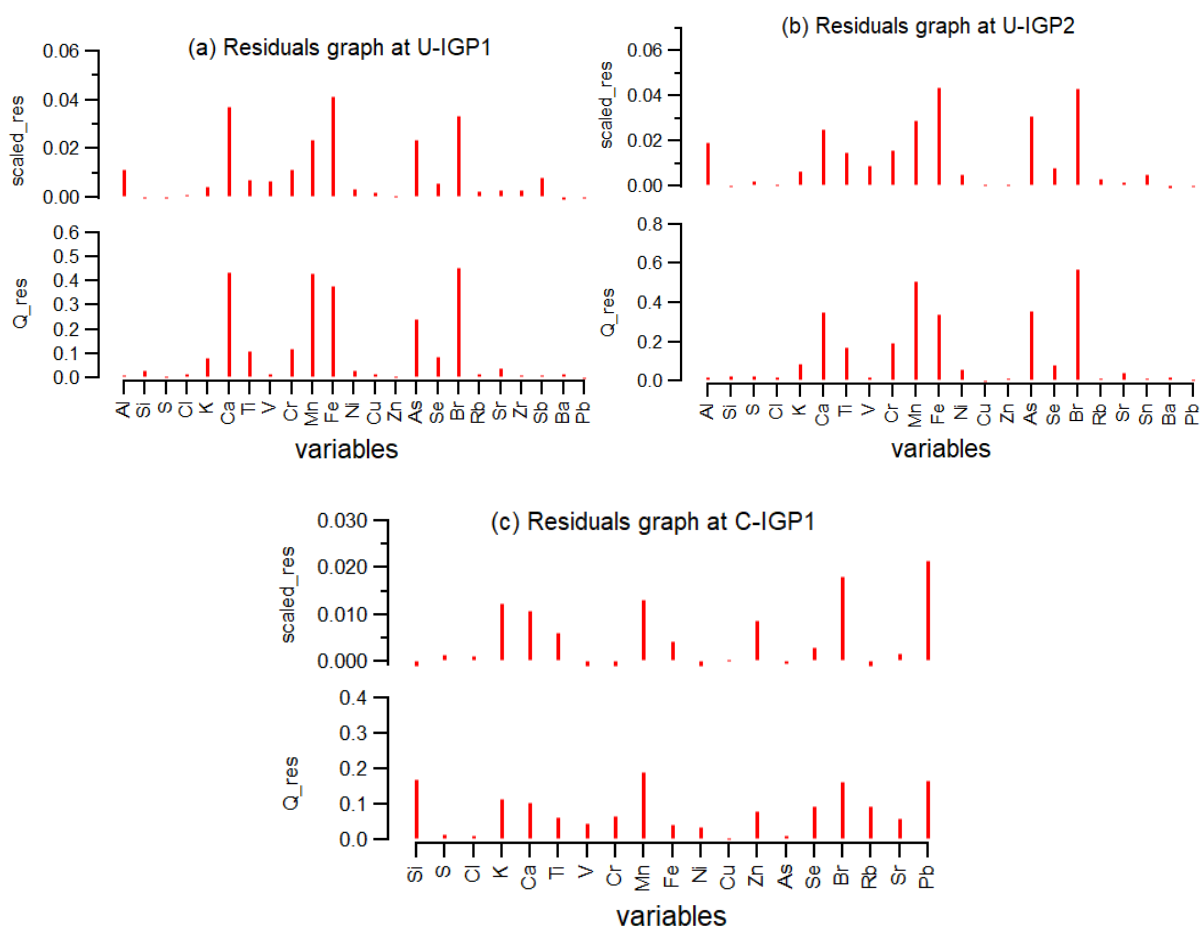 (a) Residuals graph at U-IGP1
scaled_res
0.06
0.04
0.02
0.00
Q_res
0.6
0.5
0.4
0.3
0.2
0.1
0.0
Al Si S Cl K Ca Ti V Cr Mn Fe Ni Cu Zn As Se Br Rb Sr Zr Sb Ba Pb
variables
(b) Residuals graph at U-IGP2
scaled_res
0.06
0.04
0.02
0.00
Q_res
0.8
0.6
0.4
0.2
0.0
Al Si S Cl K Ca Ti V Cr Mn Fe Ni Cu Zn As Se Br Rb Sr Sn Ba Pb
variables
(c) Residuals graph at C-IGP1
scaled_res
0.030
0.020
0.010
0.000
Q_res
0.4
0.3
0.2
0.1
0.0
Si S Cl K Ca Ti V Cr Mn Fe Ni Cu Zn As Se Br Rb Sr Pb
variables